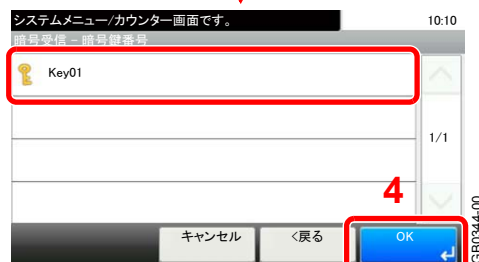 システムメニュー/カウンター画面です。 10:10
暗号受信 - 暗号鍵番号
Key01
1/1
4
キャンセル <戻る OK
GB0344-00